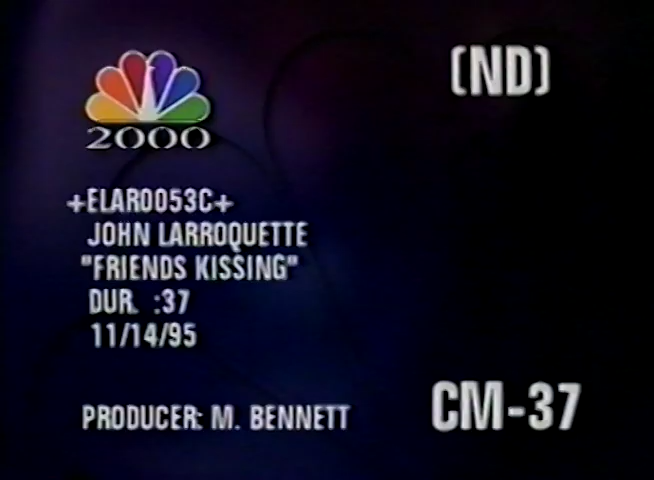 (ND)
2000
+ELAR0053C+
JOHN LARROQUETTE
"FRIENDS KISSING"
DUR. :37
11/14/95
PRODUCER: M. BENNETT
CM-37